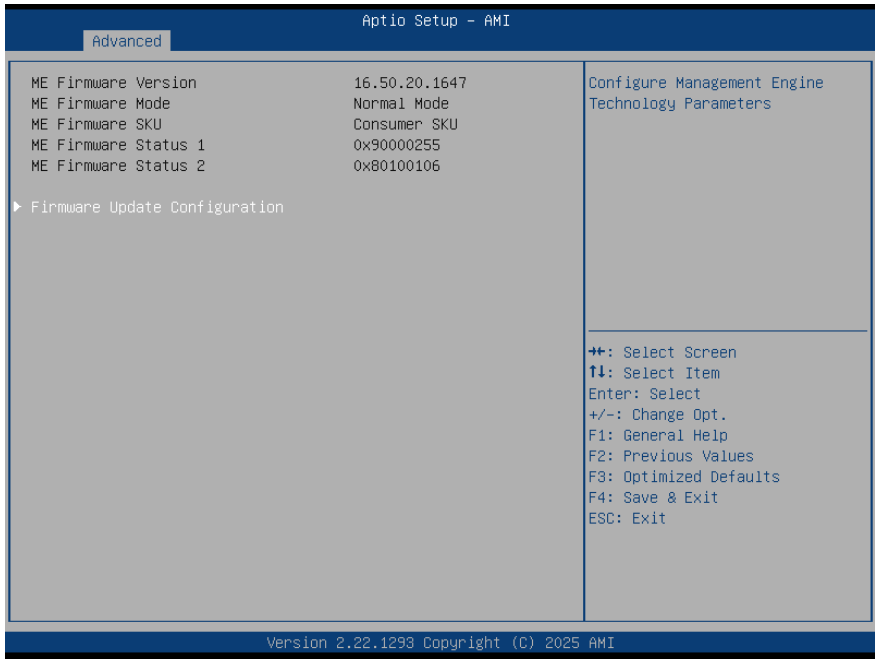 Aptio Setup – AMI
Advanced
ME Firmware Version 16.50.20.1647
ME Firmware Mode Normal Mode
ME Firmware SKU Consumer SKU
ME Firmware Status 1 0x90000255
ME Firmware Status 2 0x80100106
▶ Firmware Update Configuration
Configure Management Engine
Technology Parameters
→←: Select Screen
↑↓: Select Item
Enter: Select
+/-: Change Opt.
F1: General Help
F2: Previous Values
F3: Optimized Defaults
F4: Save & Exit
ESC: Exit
Version 2.22.1293 Copyright (C) 2025 AMI